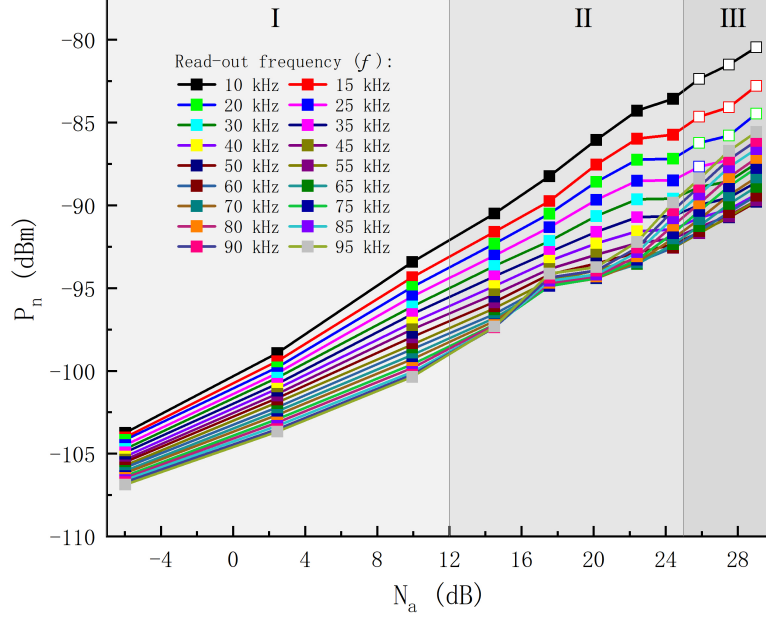 I II III
-80
Read-out frequency (f):
10 kHz 15 kHz
20 kHz 25 kHz
-85
30 kHz 35 kHz
40 kHz 45 kHz
50 kHz 55 kHz
60 kHz 65 kHz
-90
70 kHz 75 kHz
80 kHz 85 kHz
90 kHz 95 kHz
-95
-100
-105
-110
Pn (dBm)
-4 0 4 8 12 16 20 24 28
Na (dB)